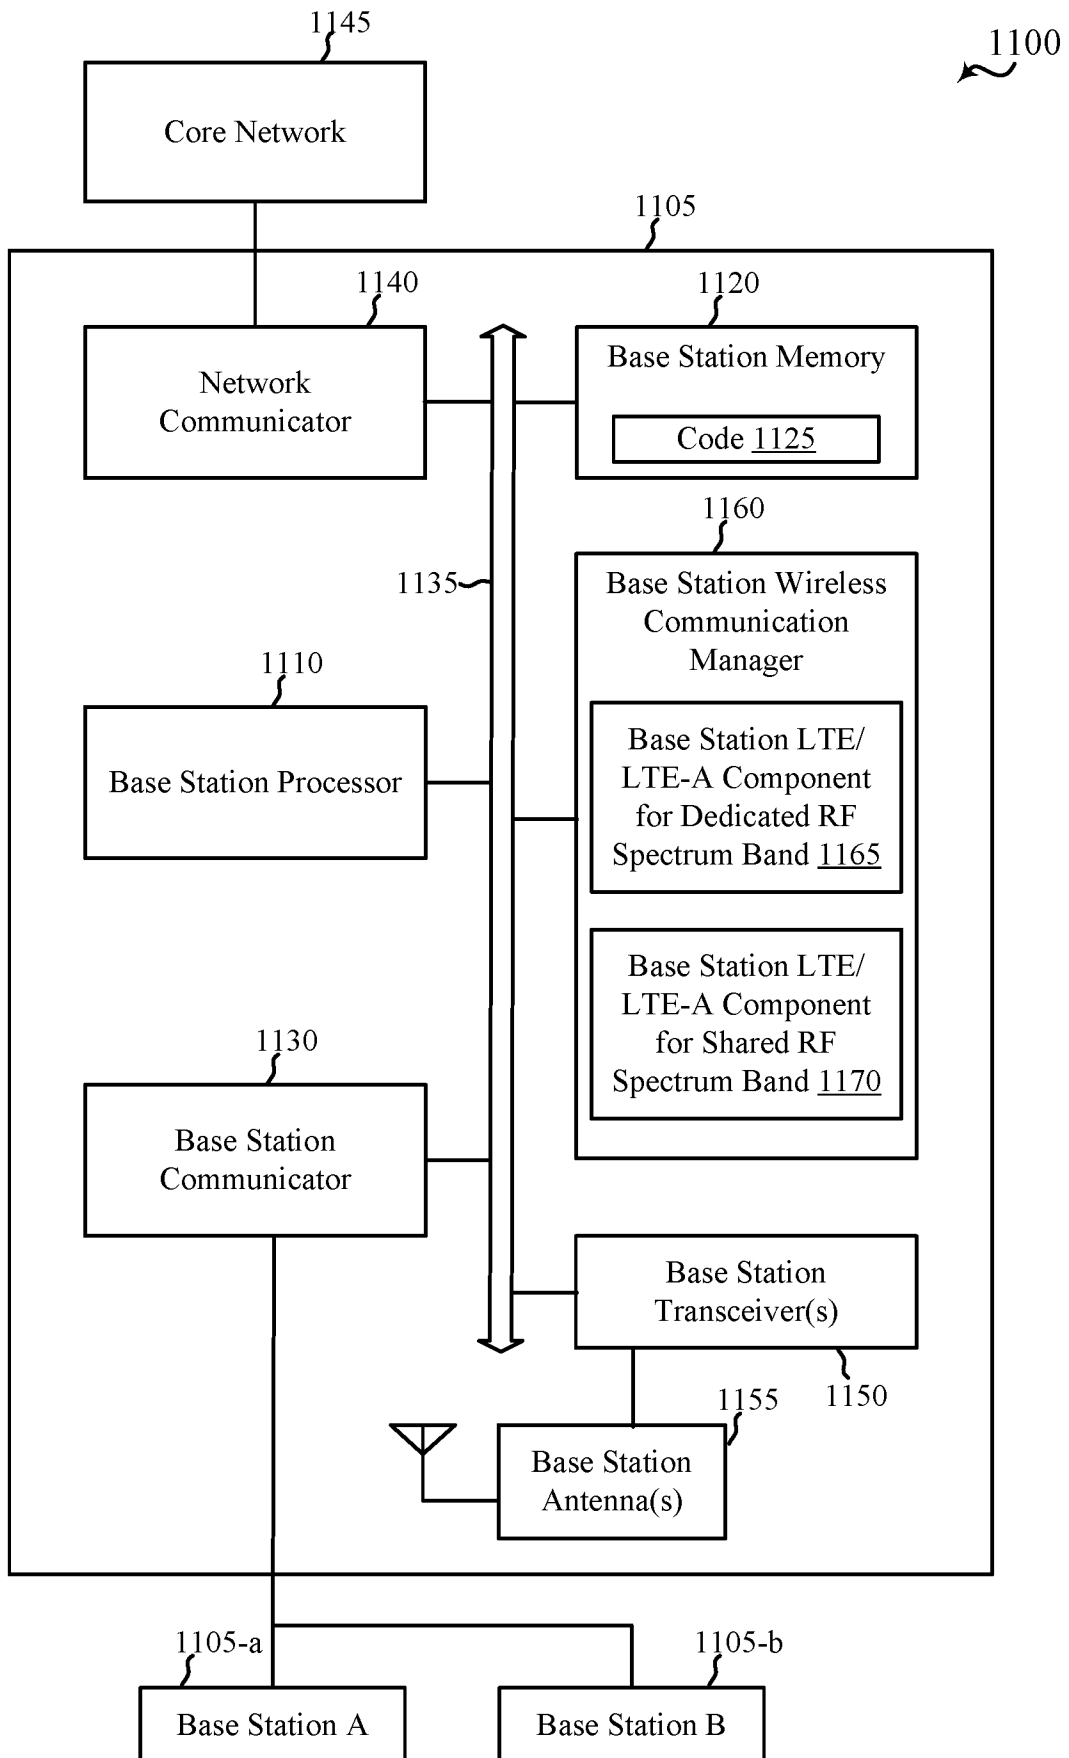 1145
1100
Core Network
1105
1140
1120
Network
Communicator
Base Station Memory
Code 1125
1160
1135
Base Station Wireless
Communication
Manager
1110
Base Station Processor
Base Station LTE/
LTE-A Component
for Dedicated RF
Spectrum Band 1165
Base Station LTE/
LTE-A Component
for Shared RF
Spectrum Band 1170
1130
Base Station
Communicator
Base Station
Transceiver(s)
1150
1155
Base Station
Antenna(s)
1105-a
1105-b
Base Station A
Base Station B